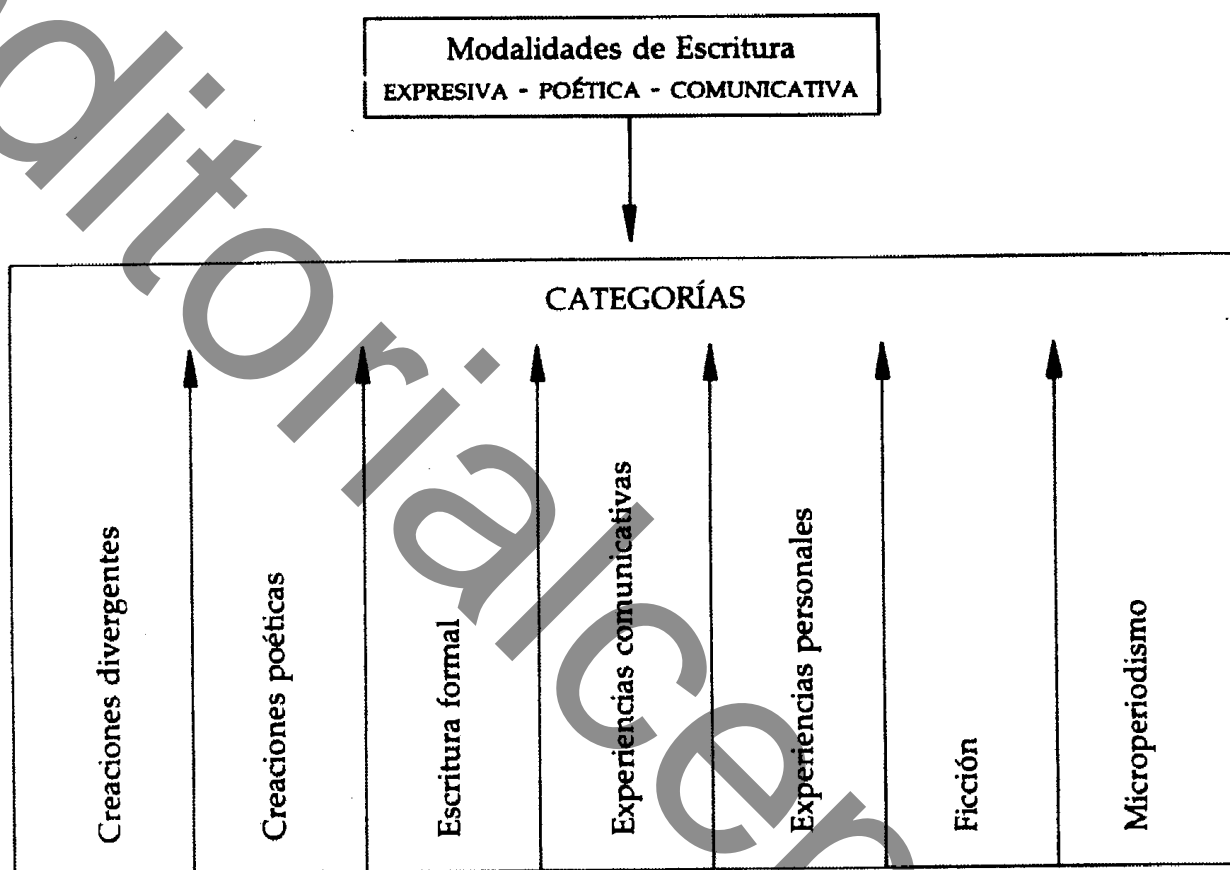 Modalidades de Escritura
EXPRESIVA - POÉTICA - COMUNICATIVA
CATEGORÍAS
Creaciones divergentes
Creaciones poéticas
Escritura formal
Experiencias comunicativas
Experiencias personales
Ficción
Microperiodismo
ditorialcen